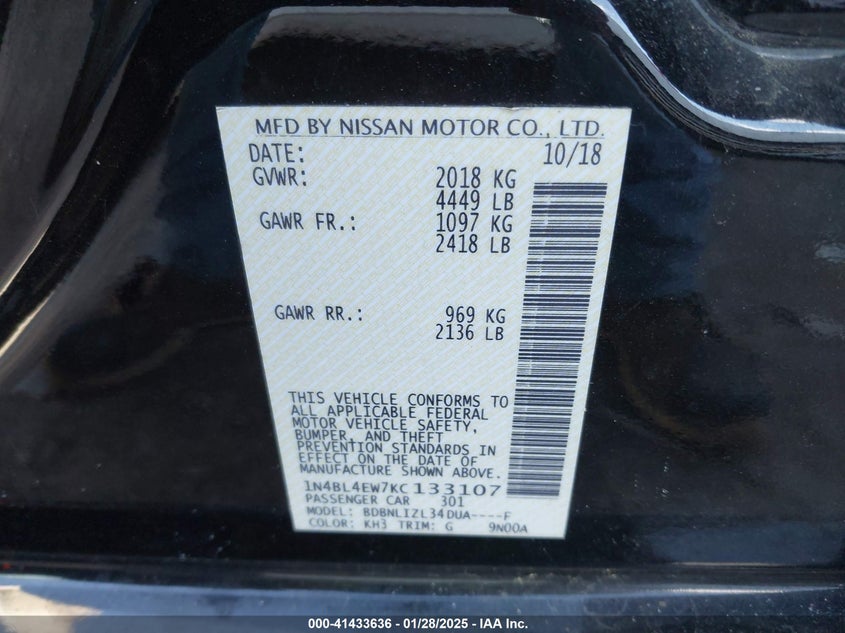 MFD BY NISSAN MOTOR CO., LTD.
DATE: 10/18
GVWR: 2018 KG
4449 LB
GAWR FR.: 1097 KG
2418 LB
GAWR RR.: 969 KG
2136 LB
THIS VEHICLE CONFORMS TO
ALL APPLICABLE FEDERAL
MOTOR VEHICLE SAFETY,
BUMPER, AND THEFT
PREVENTION STANDARDS IN
EFFECT ON THE DATE OF
MANUFACTURE SHOWN ABOVE.
1N4BL4EW7KC133107
PASSENGER CAR 301
MODEL: BDBNLIZL34DUA----F
COLOR: KH3 TRIM: G 9N00A
000-41433636 - 01/28/2025 - IAA Inc.